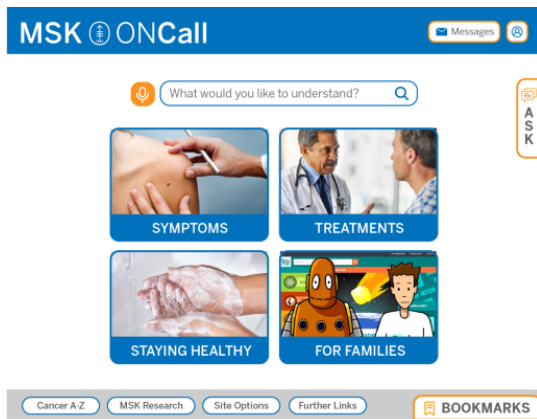 MSK ONCall
Messages
What would you like to understand?
ASK
SYMPTOMS
TREATMENTS
STAYING HEALTHY
FOR FAMILIES
Cancer A-Z
MSK Research
Site Options
Further Links
BOOKMARKS